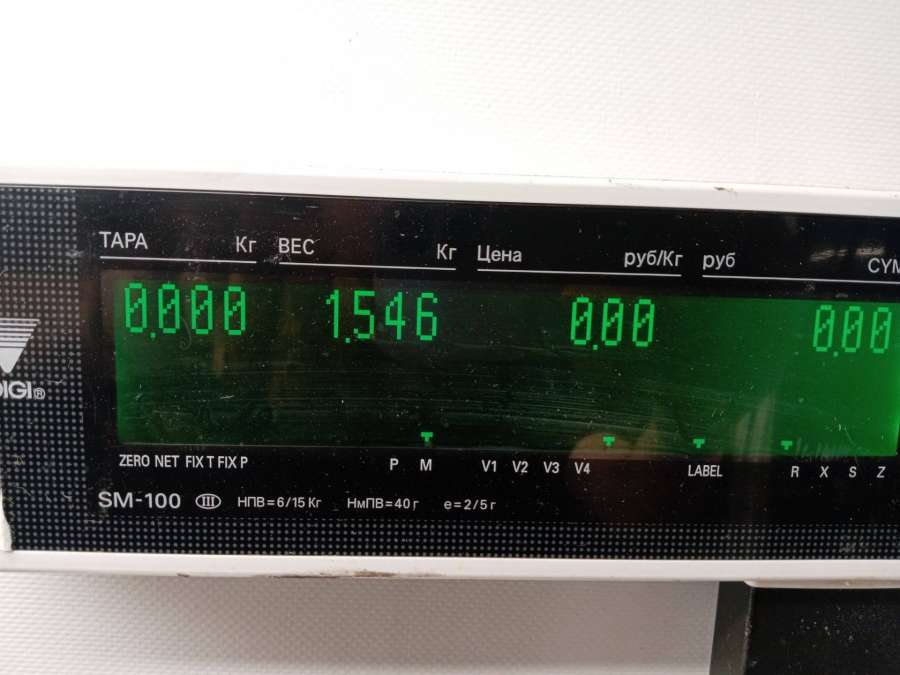 ТАРА Кг ВЕС Кг Цена руб/Кг руб
0.000 1.546 0.00 0.00
ZERO NET FIX T FIX P P M V1 V2 V3 V4 LABEL R X S Z
SM-100 III НПВ=6/15 Кг НмПВ=40 г e=2/5 г